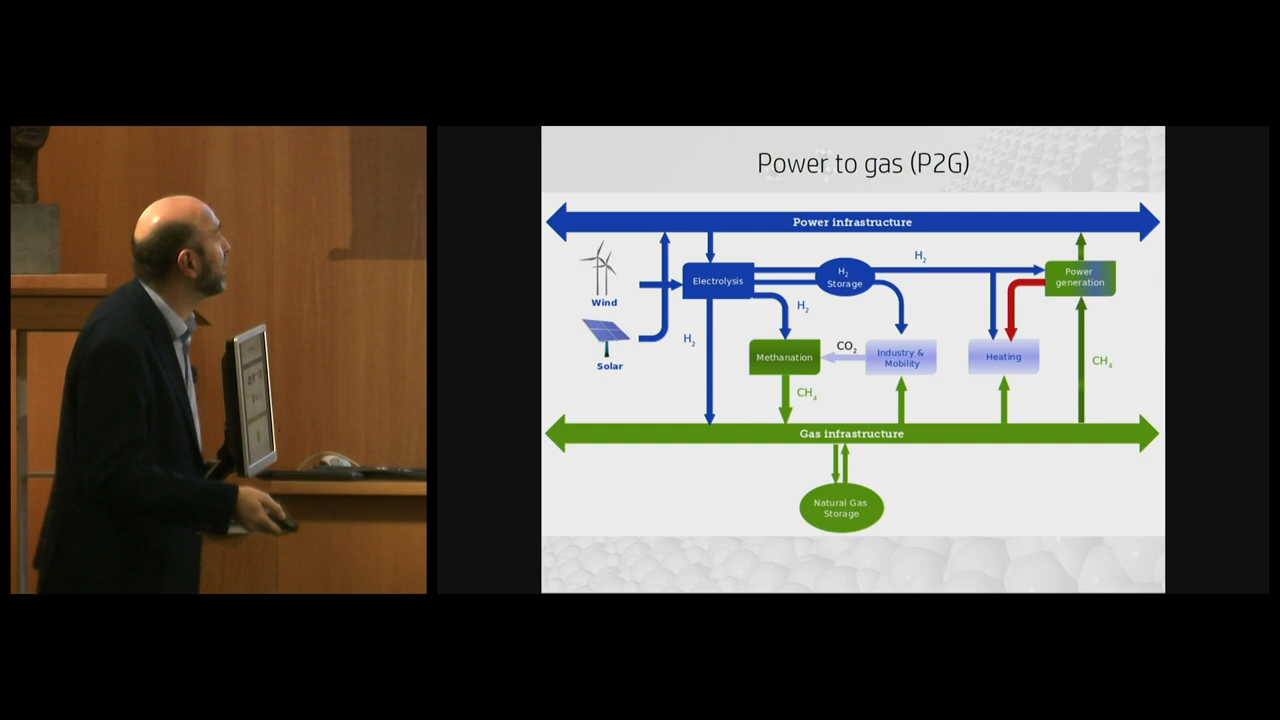 Power to gas (P2G)
Power infrastructure
Wind
Solar
Electrolysis
H₂
Storage
H₂
Power
generation
H₂
H₂
Methanation
CO₂
Industry &
Mobility
Heating
CH₄
CH₄
Gas infrastructure
Natural Gas
Storage